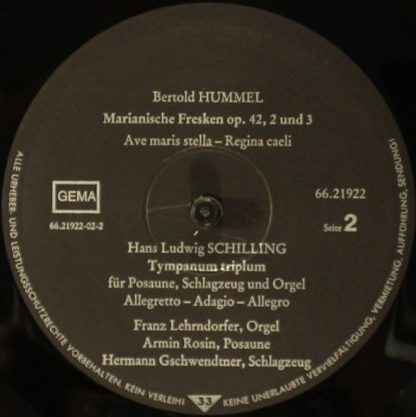 Bertold HUMMEL
Marianische Fresken op. 42, 2 und 3
Ave maris stella – Regina caeli
GEMA
66.21922-02-2
66.21922
Seite 2
Hans Ludwig SCHILLING
Tympanum triplum
für Posaune, Schlagzeug und Orgel
Allegretto – Adagio – Allegro
Franz Lehrndorfer, Orgel
Armin Rosin, Posaune
Hermann Gschwendtner, Schlagzeug
ALLE URHEBER- UND LEISTUNGSSCHUTZRECHTE VORBEHALTEN. KEIN VERLEIH! 33 KEINE UNERLAUBTE VERVIELFÄLTIGUNG, VERMIETUNG, AUFFÜHRUNG, SENDUNG!